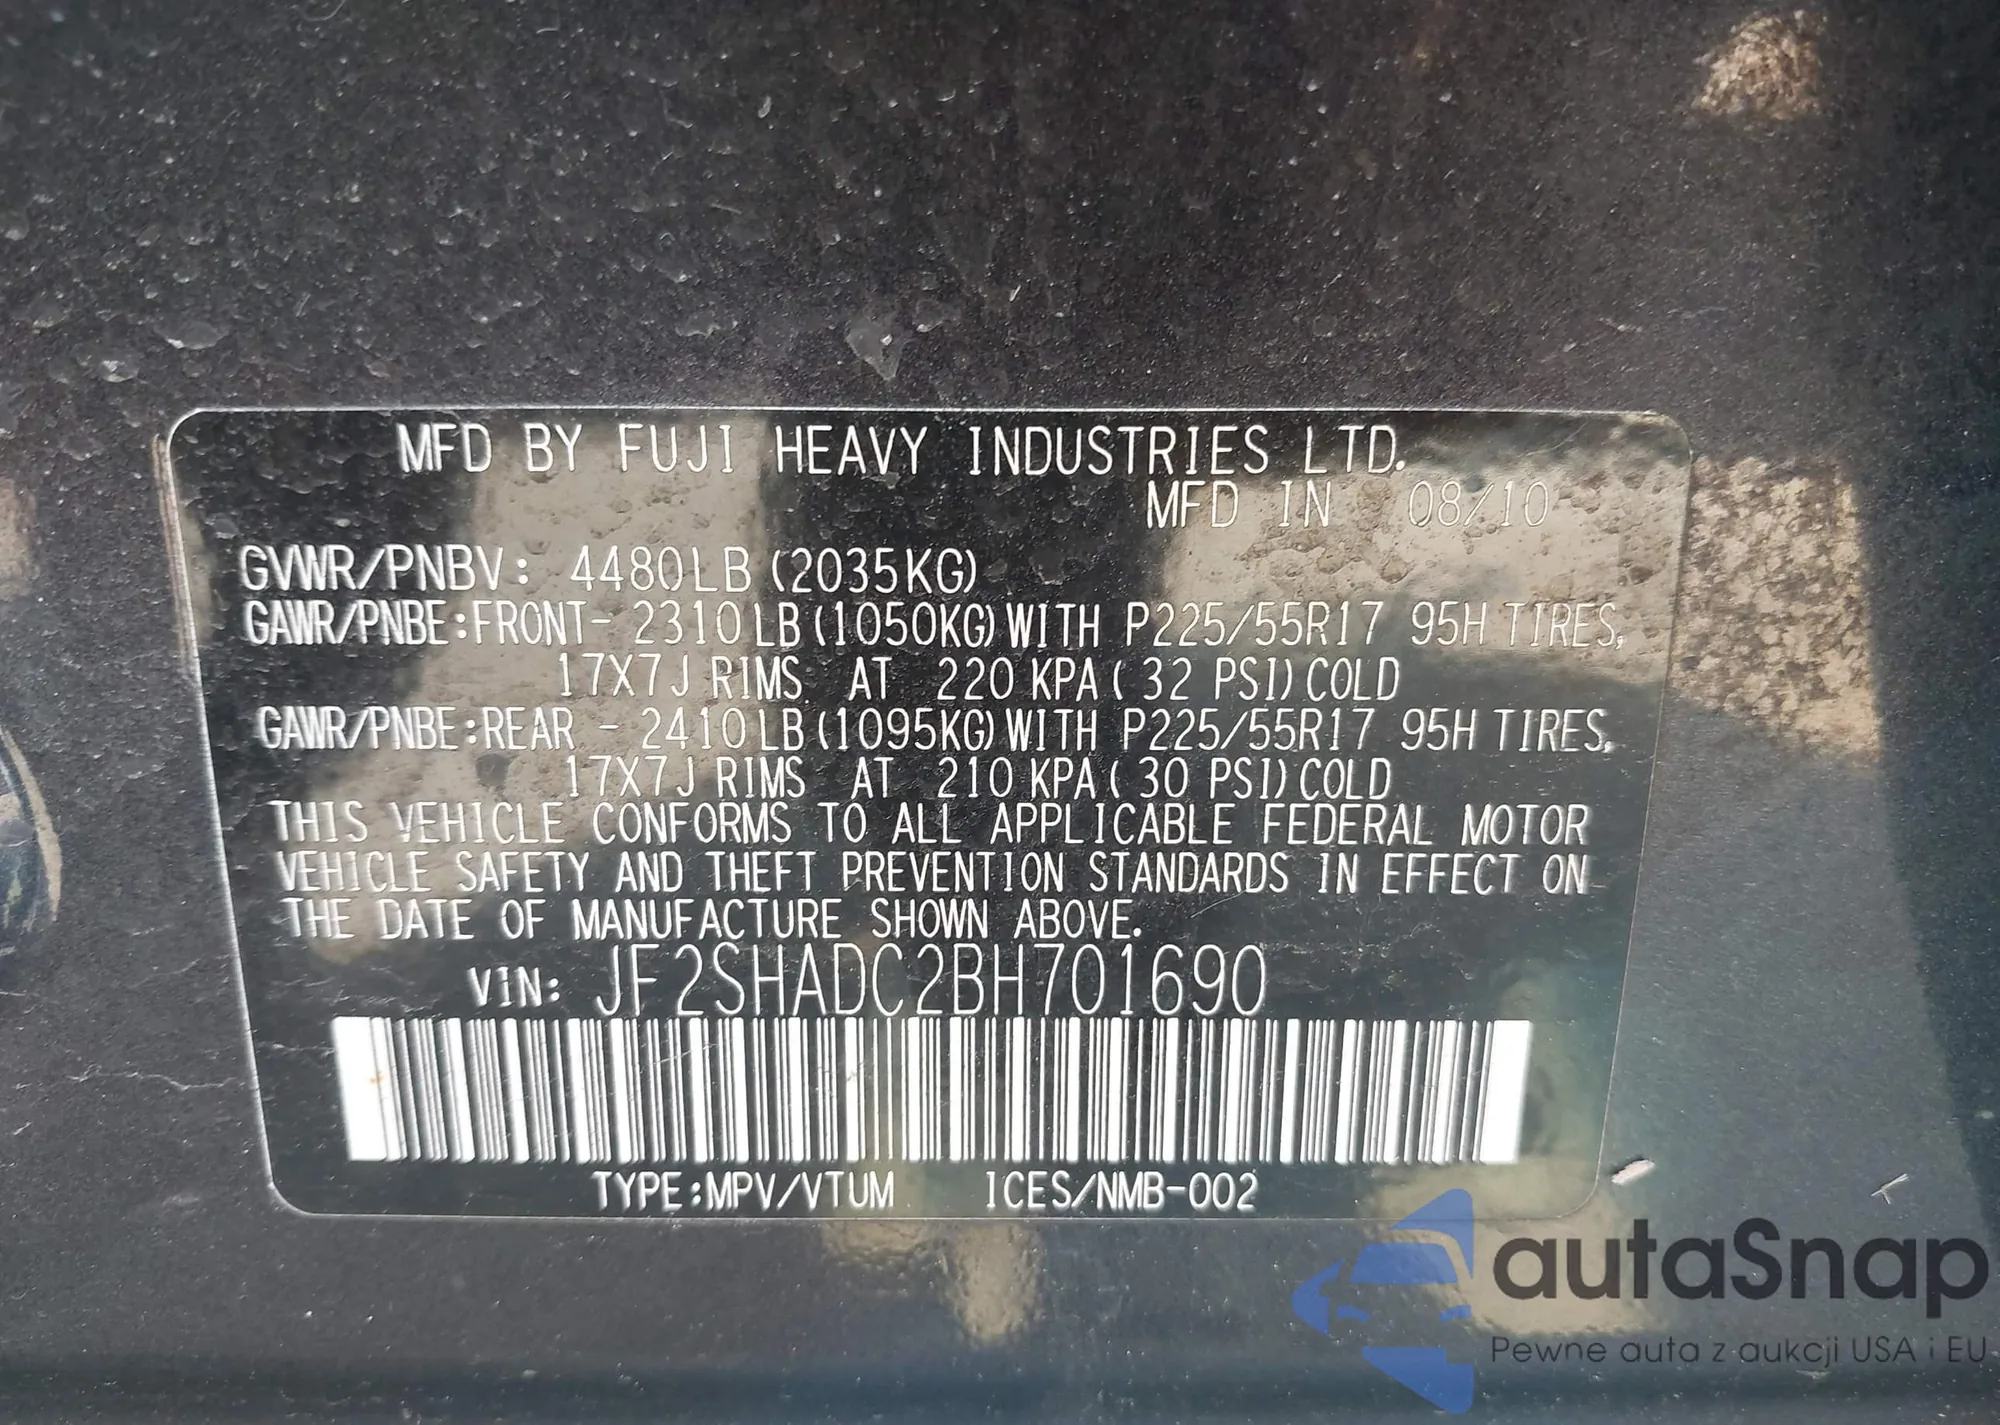 MFD BY FUJI HEAVY INDUSTRIES LTD.
MFD IN 08/10
GVWR/PNBV: 4480LB (2035KG)
GAWR/PNBE:FRONT- 2310LB(1050KG)WITH P225/55R17 95H TIRES,
17X7J RIMS AT 220 KPA( 32 PSI)COLD
GAWR/PNBE:REAR - 2410LB(1095KG)WITH P225/55R17 95H TIRES,
17X7J RIMS AT 210 KPA( 30 PSI)COLD
THIS VEHICLE CONFORMS TO ALL APPLICABLE FEDERAL MOTOR
VEHICLE SAFETY AND THEFT PREVENTION STANDARDS IN EFFECT ON
THE DATE OF MANUFACTURE SHOWN ABOVE.
VIN: JF2SHADC2BH701690
TYPE:MPV/VTUM ICES/NMB-002
autaSnap
Pewne auta z aukcji USA i EU